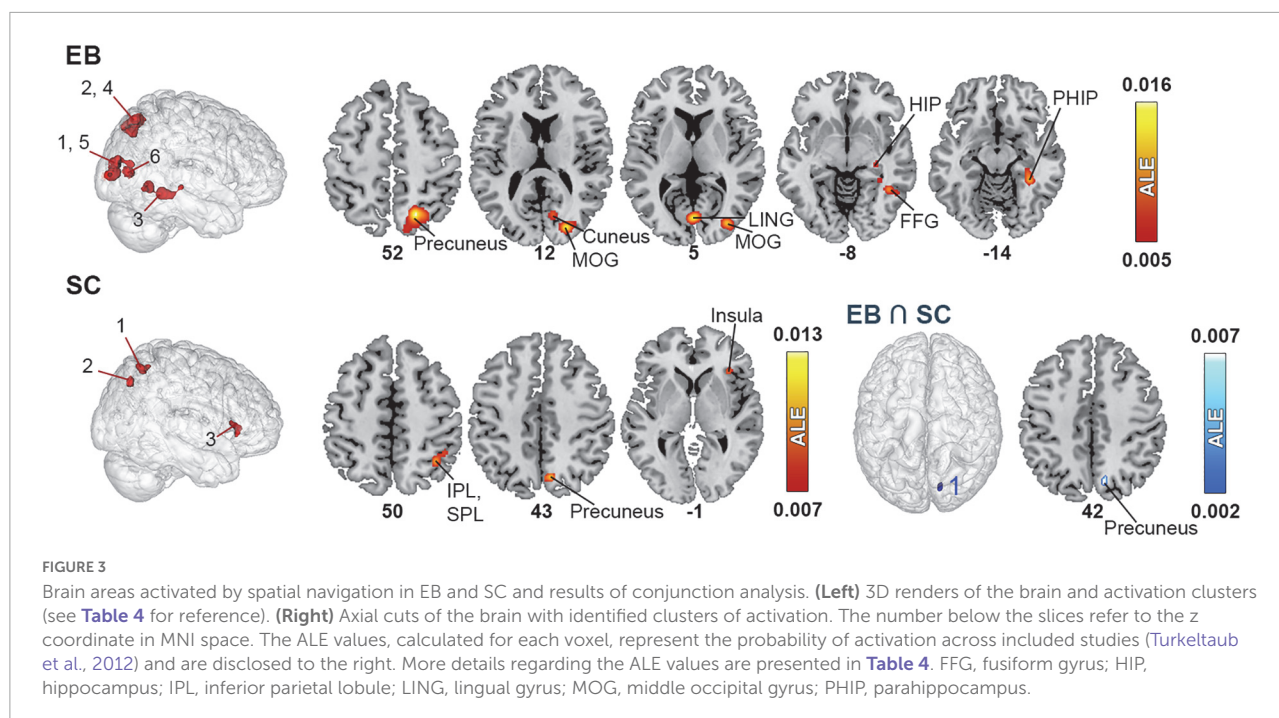 EB
2, 4
1, 5
6
3
HIP
PHIP
0.016
ALE
0.005
Precuneus
Cuneus
MOG
LING
MOG
FFG
52
12
5
-8
-14
SC
1
2
3
Insula
0.013
ALE
0.007
IPL,
SPL
Precuneus
50
43
-1
EB ∩ SC
1
0.007
ALE
0.002
42
Precuneus
FIGURE 3
Brain areas activated by spatial navigation in EB and SC and results of conjunction analysis. (Left) 3D renders of the brain and activation clusters
(see Table 4 for reference). (Right) Axial cuts of the brain with identified clusters of activation. The number below the slices refer to the z
coordinate in MNI space. The ALE values, calculated for each voxel, represent the probability of activation across included studies (Turkeltaub
et al., 2012) and are disclosed to the right. More details regarding the ALE values are presented in Table 4. FFG, fusiform gyrus; HIP,
hippocampus; IPL, inferior parietal lobule; LING, lingual gyrus; MOG, middle occipital gyrus; PHIP, parahippocampus.